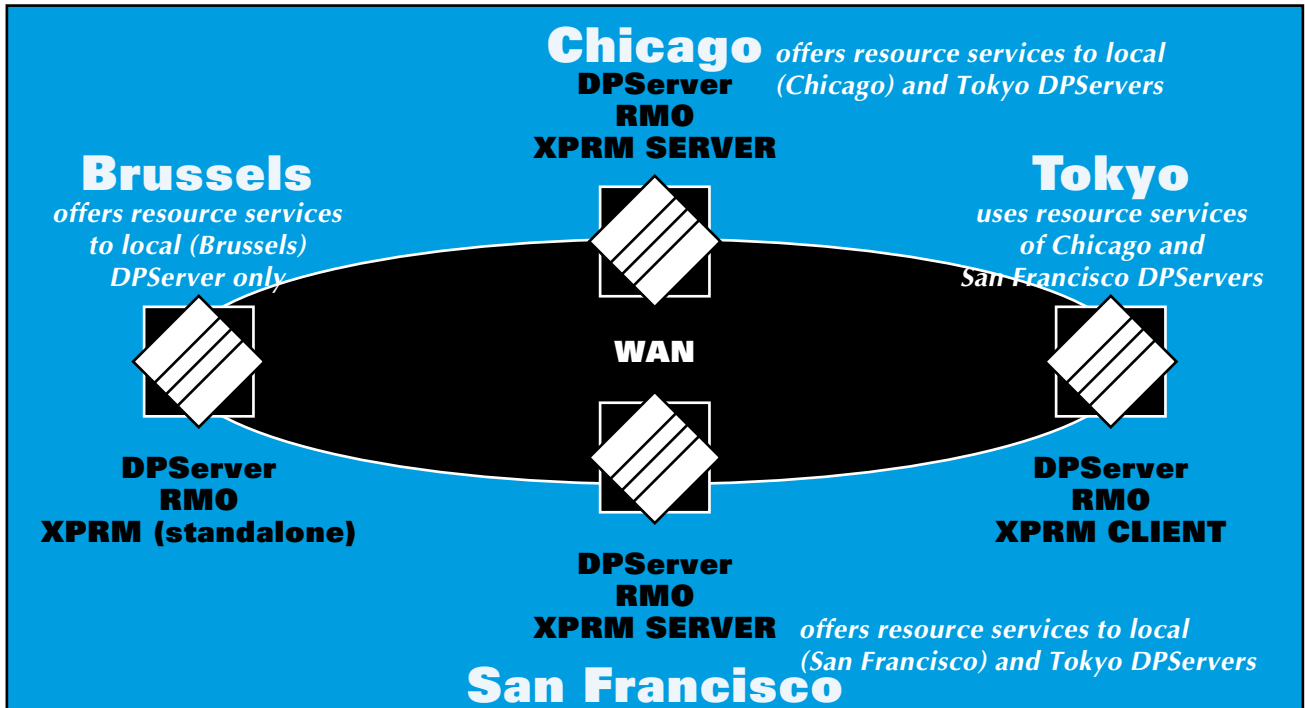 Chicago
offers resource services to local
(Chicago) and Tokyo DPServers
DPServer
RMO
XPRM SERVER
Brussels
offers resource services
to local (Brussels)
DPServer only
Tokyo
uses resource services
of Chicago and
San Francisco DPServers
WAN
DPServer
RMO
XPRM (standalone)
DPServer
RMO
XPRM CLIENT
DPServer
RMO
XPRM SERVER
offers resource services to local
(San Francisco) and Tokyo DPServers
San Francisco